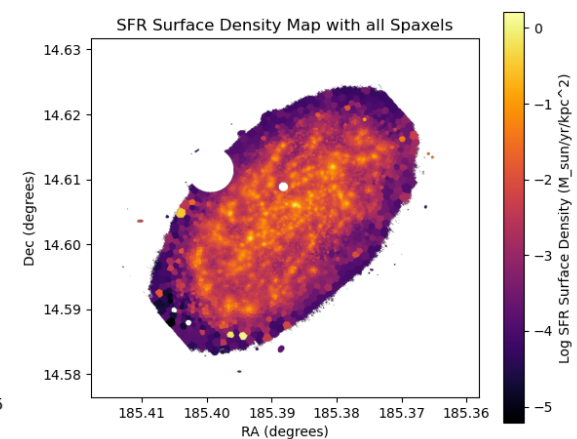 SFR Surface Density Map with all Spaxels
14.63
14.62
14.61
14.60
14.59
14.58
Dec (degrees)
185.41 185.40 185.39 185.38 185.37 185.36
RA (degrees)
0
−1
−2
−3
−4
−5
Log SFR Surface Density (M_sun/yr/kpc^2)